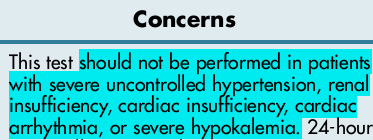 Concerns
This test should not be performed in patients
with severe uncontrolled hypertension, renal
insufficiency, cardiac insufficiency, cardiac
arrhythmia, or severe hypokalemia. 24-hour